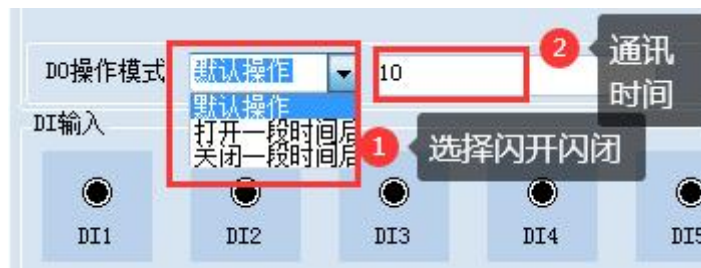 2 通讯
时间
DO操作模式 默认操作 10
默认操作
打开一段时间后
关闭一段时间后
1 选择闪开闪闭
DI输入
DI1 DI2 DI3 DI4 DI5